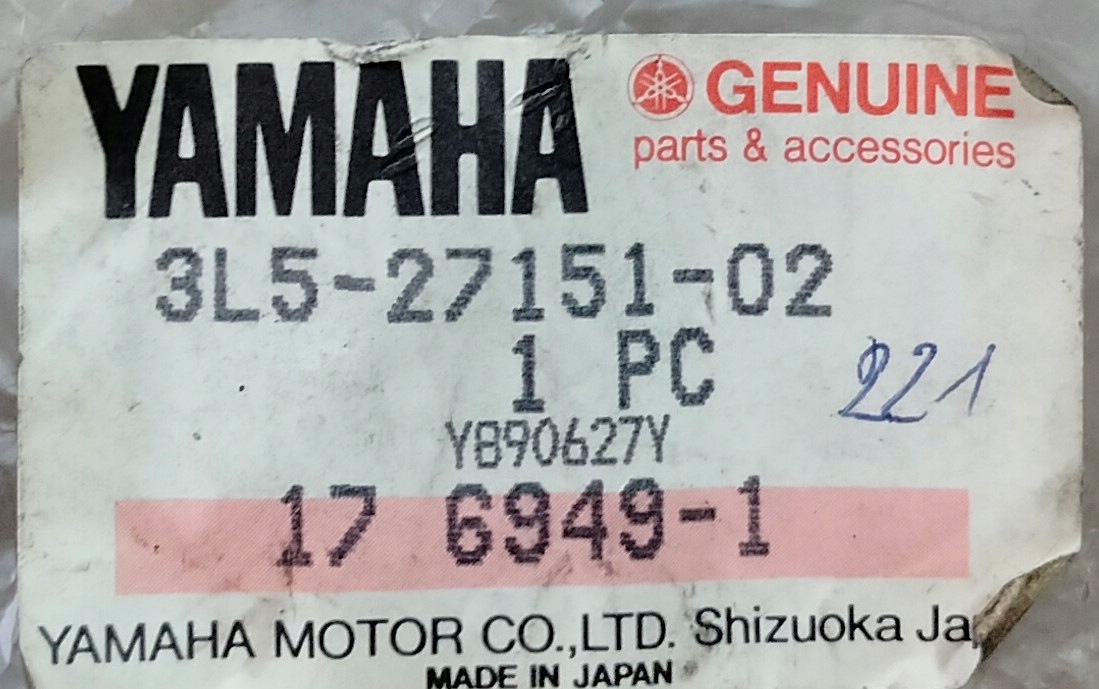 YAMAHA
GENUINE
parts & accessories
3L5-27151-02
1 PC
221
Y890627Y
17 6949-1
YAMAHA MOTOR CO.,LTD. Shizuoka Ja
MADE IN JAPAN